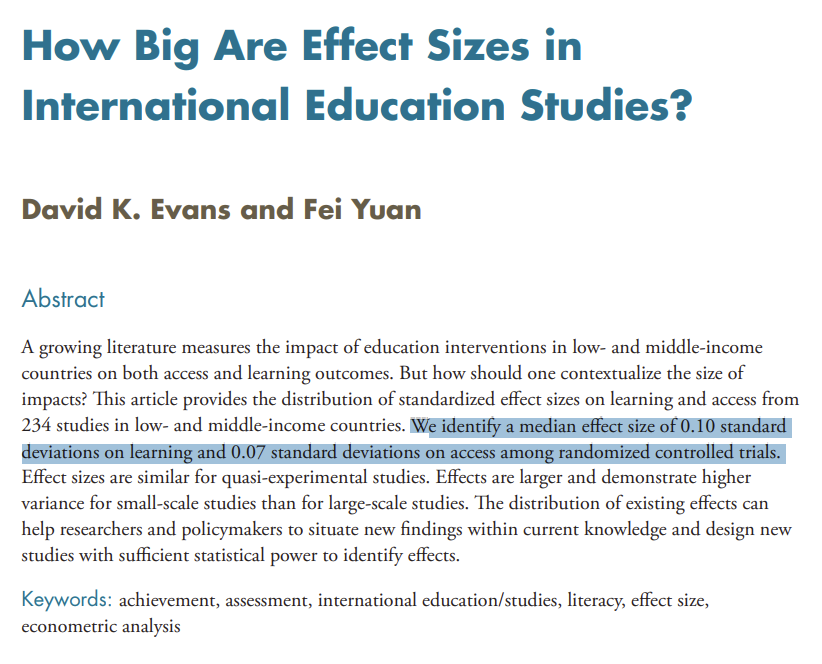 How Big Are Effect Sizes in
International Education Studies?
David K. Evans and Fei Yuan
Abstract
A growing literature measures the impact of education interventions in low- and middle-income
countries on both access and learning outcomes. But how should one contextualize the size of
impacts? This article provides the distribution of standardized effect sizes on learning and access from
234 studies in low- and middle-income countries. We identify a median effect size of 0.10 standard
deviations on learning and 0.07 standard deviations on access among randomized controlled trials.
Effect sizes are similar for quasi-experimental studies. Effects are larger and demonstrate higher
variance for small-scale studies than for large-scale studies. The distribution of existing effects can
help researchers and policymakers to situate new findings within current knowledge and design new
studies with sufficient statistical power to identify effects.
Keywords: achievement, assessment, international education/studies, literacy, effect size,
econometric analysis